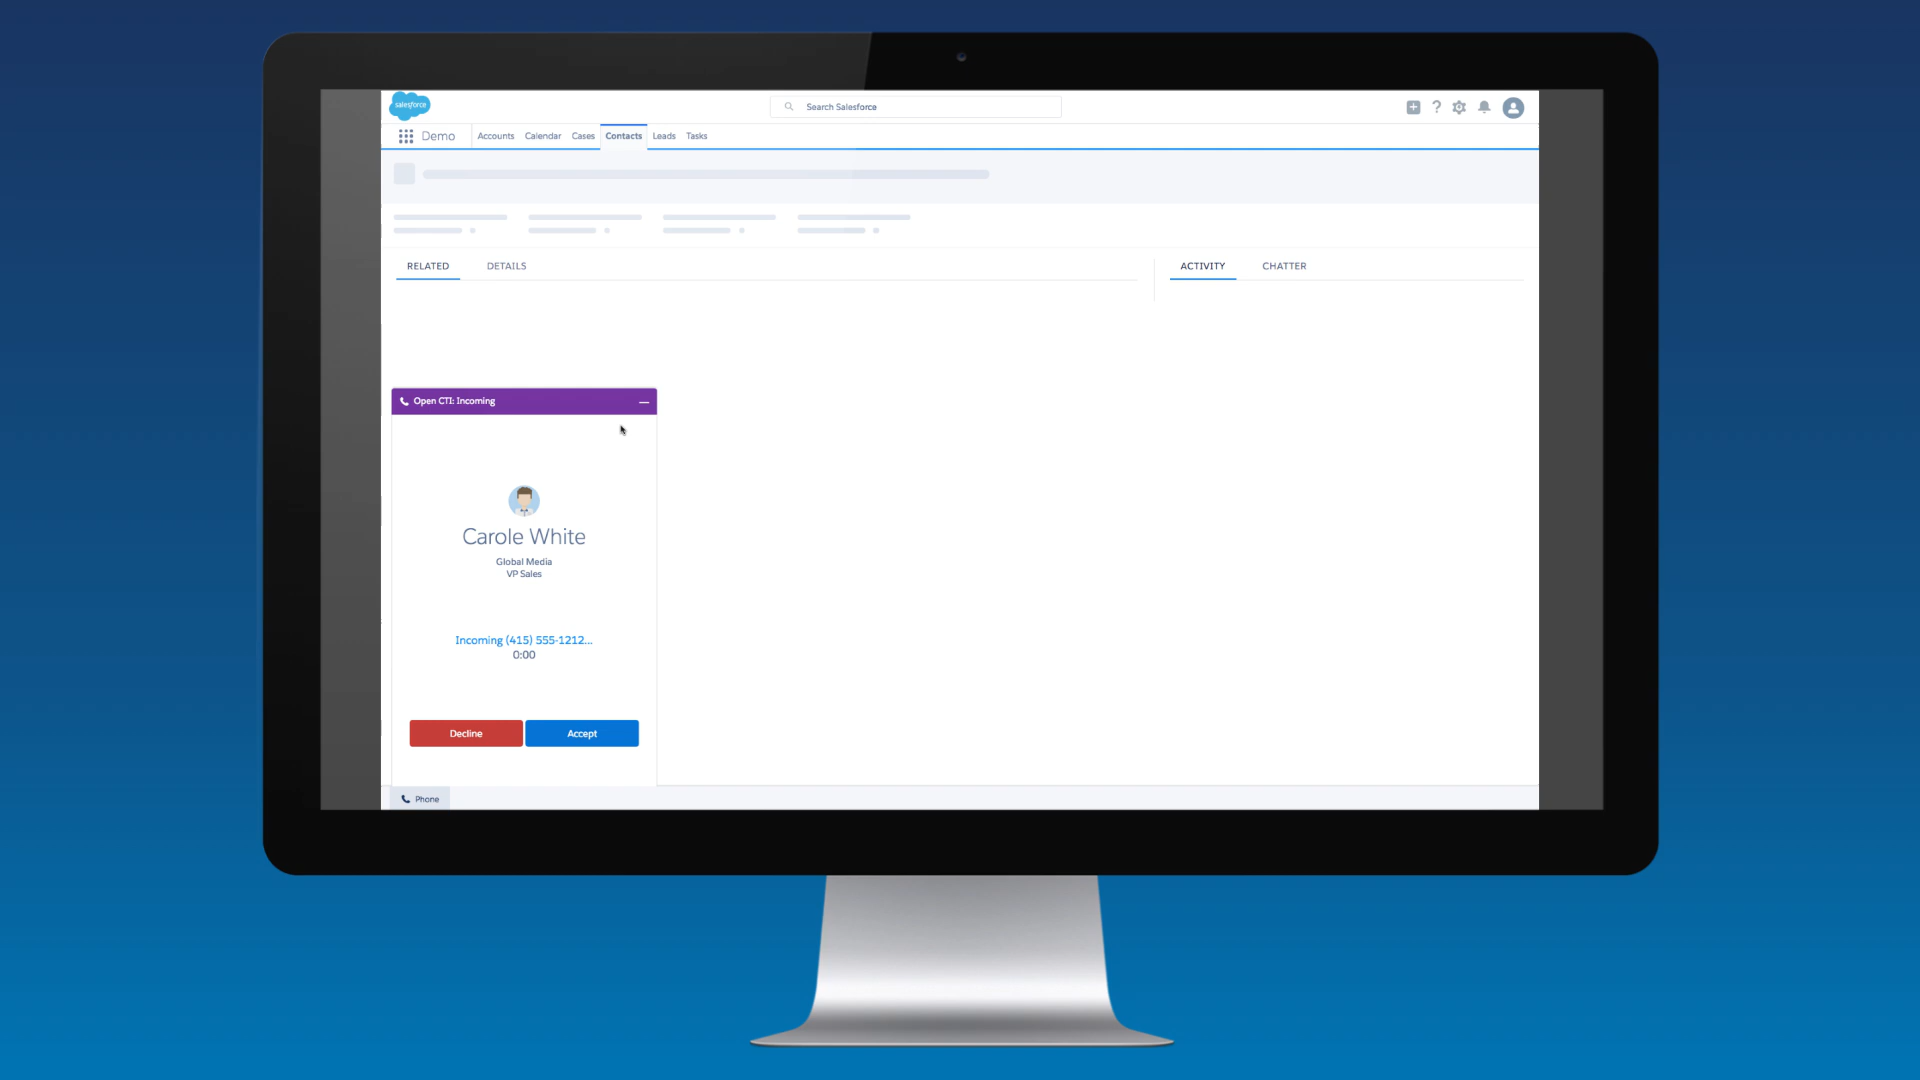 salesforce
Search Salesforce
?
Demo
Accounts Calendar Cases Contacts Leads Tasks
RELATED DETAILS
ACTIVITY CHATTER
Open CTI: Incoming
Carole White
Global Media
VP Sales
Incoming (415) 555-1212...
0:00
Decline Accept
Phone